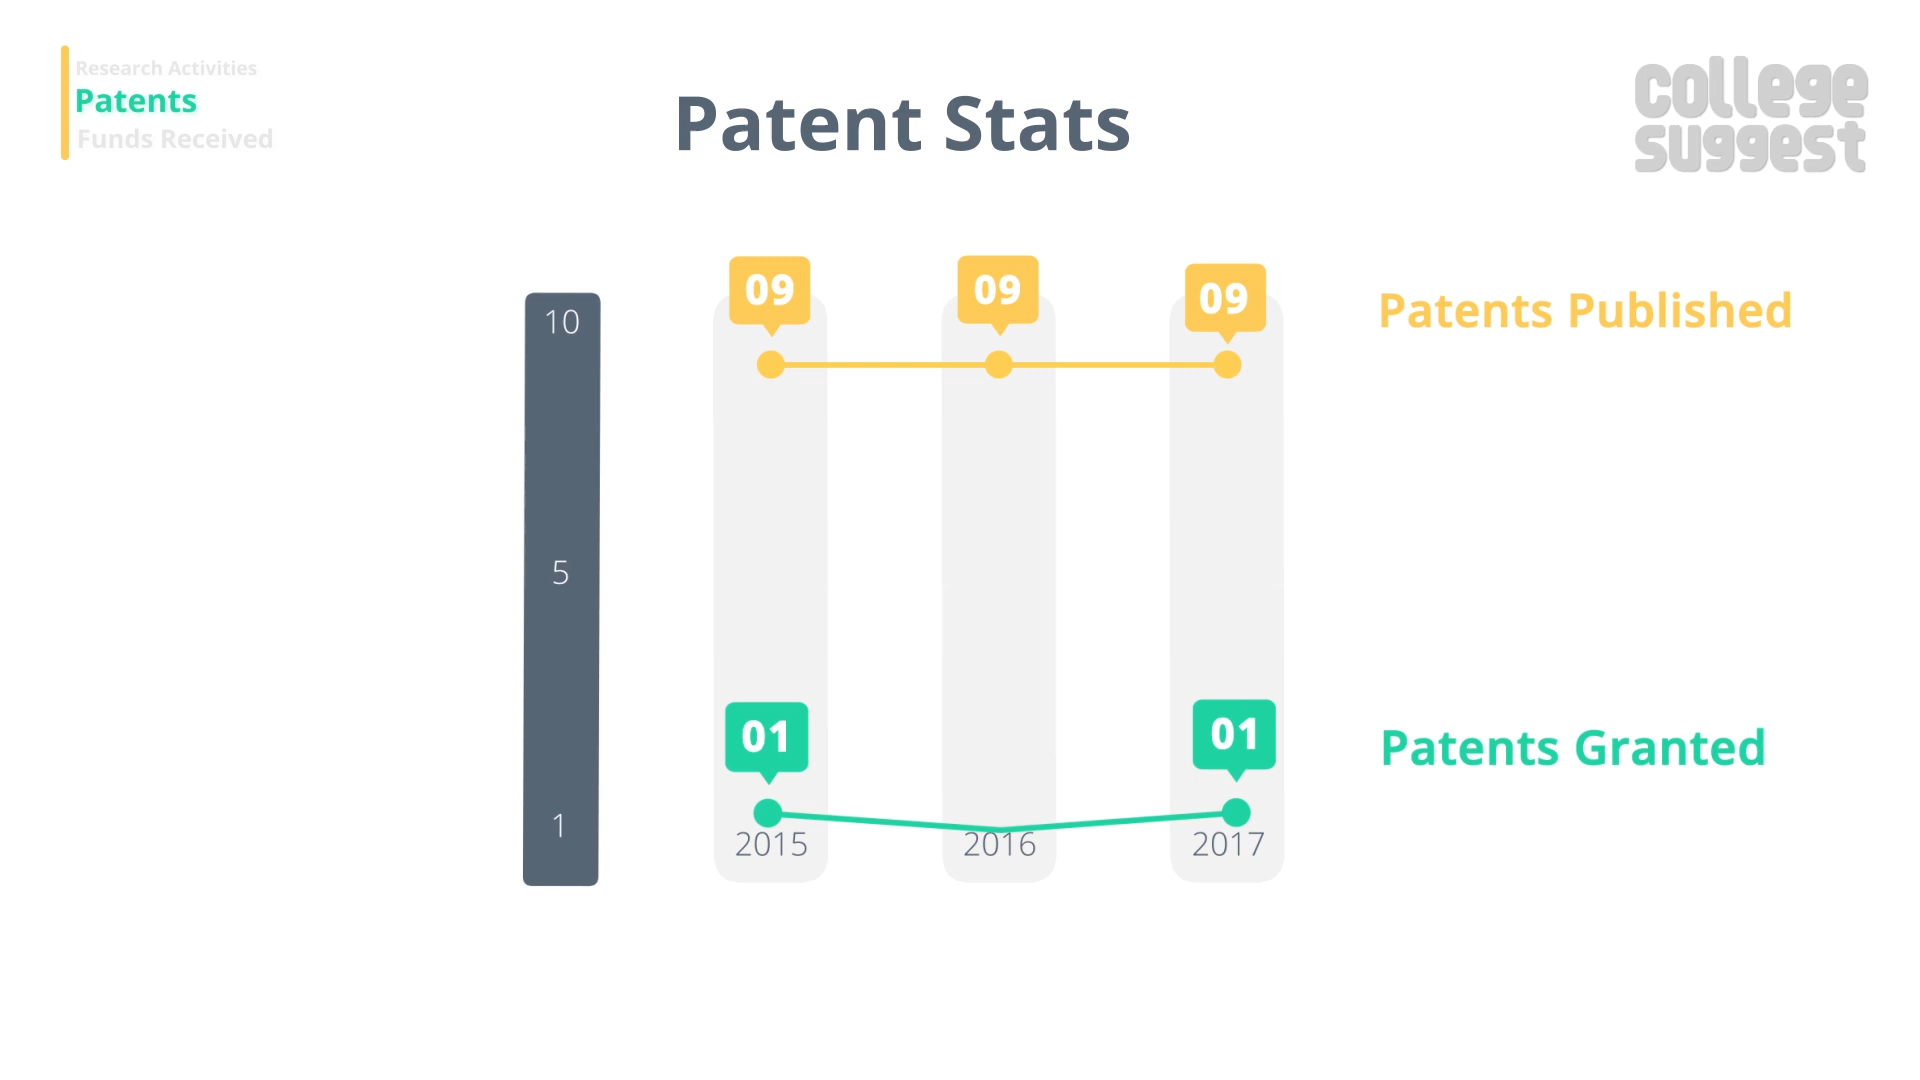 Research Activities
Patents
Funds Received
Patent Stats
college
suggest
09
09
09
Patents Published
10
5
1
01
01
Patents Granted
2015
2016
2017